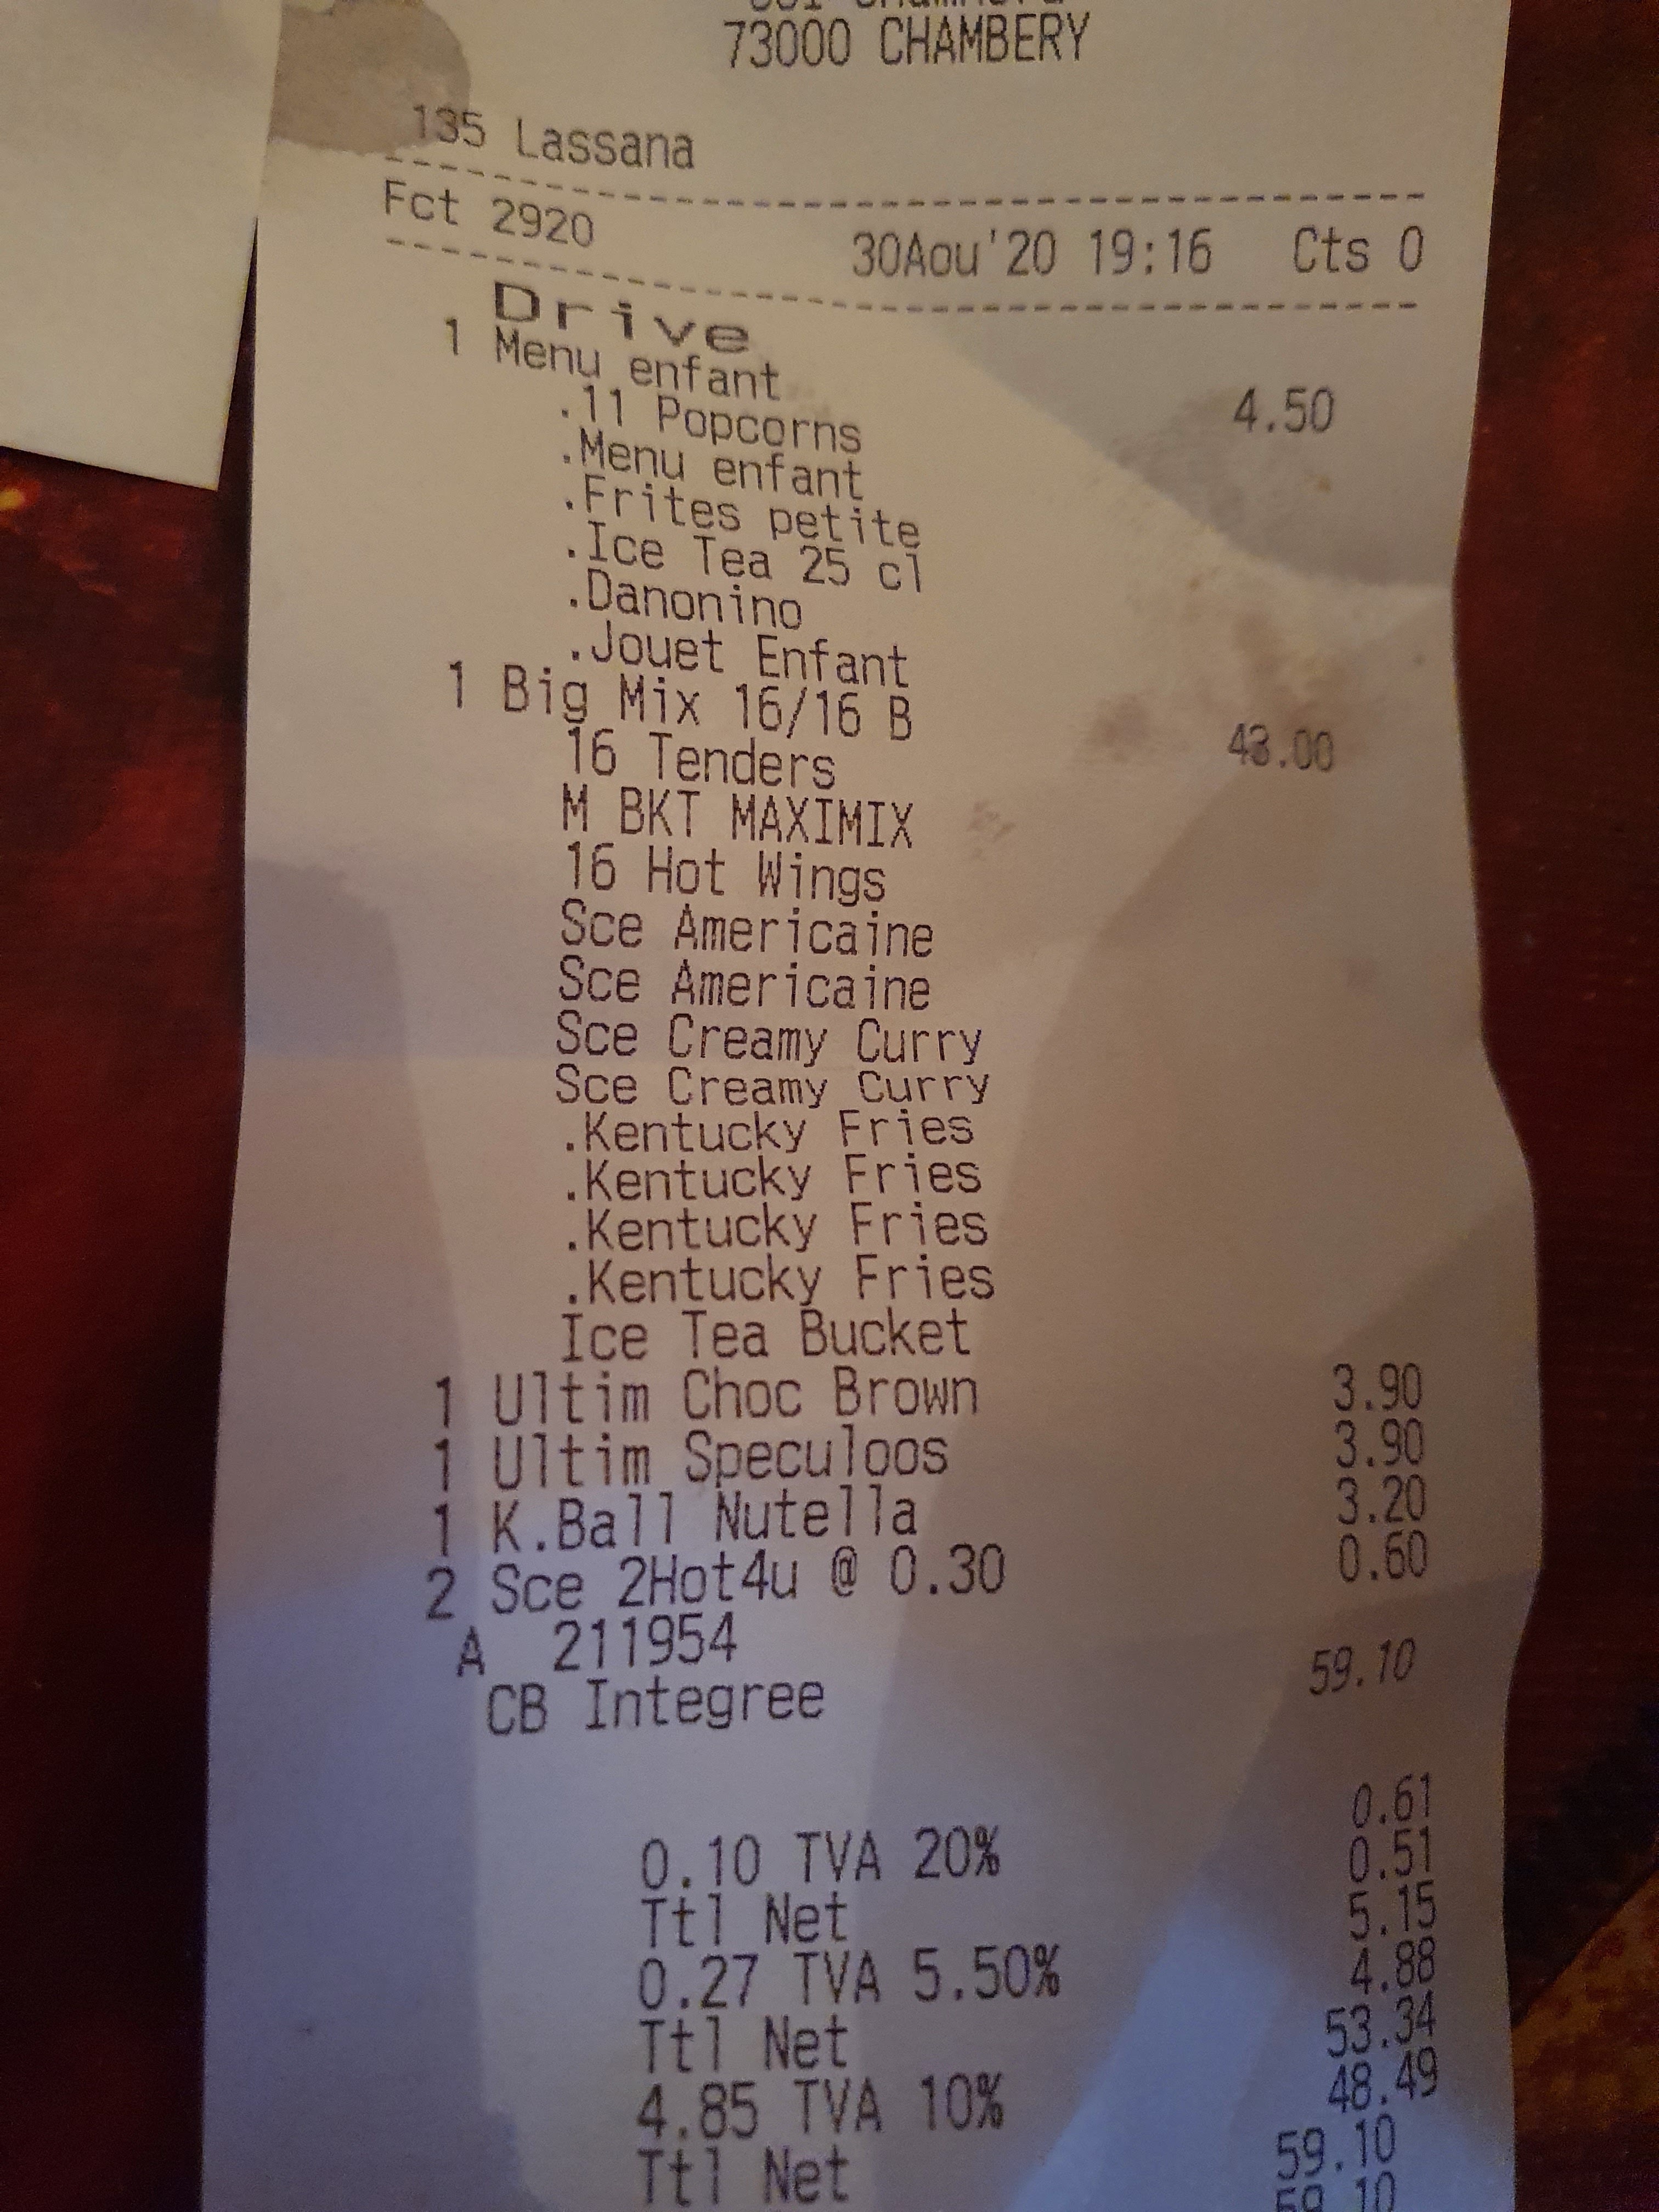 73000 CHAMBERY
135 Lassana
Fct 2920 30Aou'20 19:16 Cts 0
Drive
1 Menu enfant 4.50
.11 Popcorns
.Menu enfant
.Frites petite
.Ice Tea 25 cl
.Danonino
.Jouet Enfant
1 Big Mix 16/16 B 43.00
16 Tenders
M BKT MAXIMIX
16 Hot Wings
Sce Americaine
Sce Americaine
Sce Creamy Curry
Sce Creamy Curry
.Kentucky Fries
.Kentucky Fries
.Kentucky Fries
.Kentucky Fries
Ice Tea Bucket
1 Ultim Choc Brown 3.90
1 Ultim Speculoos 3.90
1 K.Ball Nutella 3.20
2 Sce 2Hot4u @ 0.30 0.60
A 211954
CB Integree 59.10
0.10 TVA 20% 0.61
Ttl Net 0.51
0.27 TVA 5.50% 5.15
Ttl Net 4.88
4.85 TVA 10% 53.34
Ttl Net 48.49
59.10
59.10